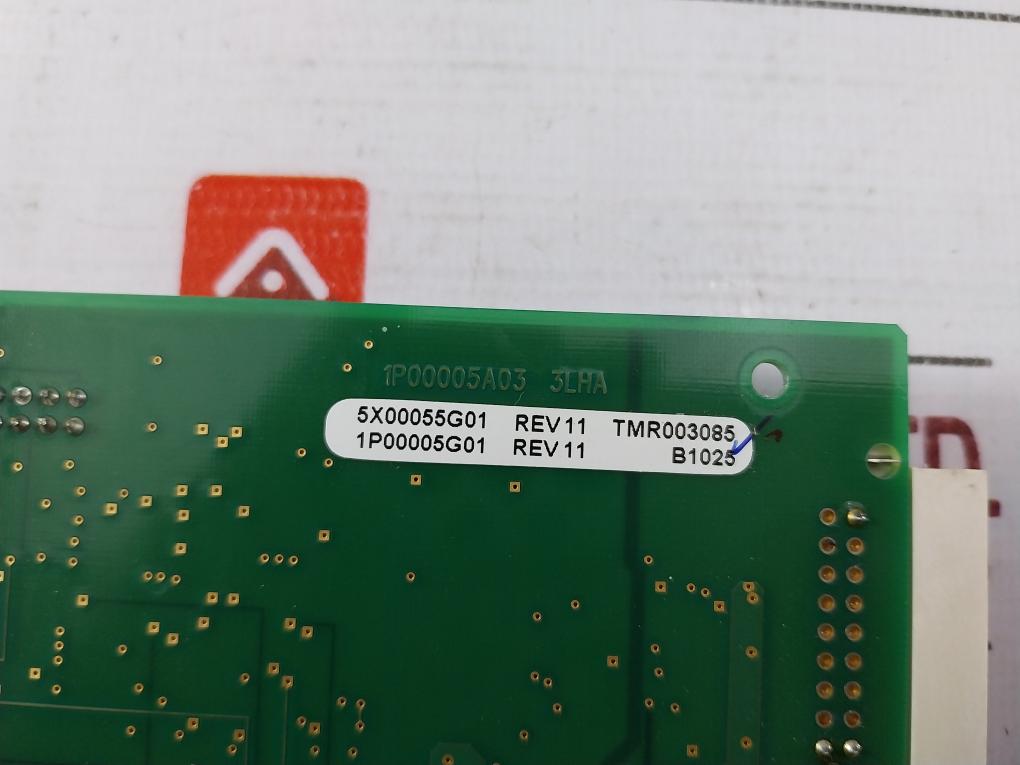 1P00005A03 3LHA
5X00055G01 REV 11 TMR003085
1P00005G01 REV 11 B1025